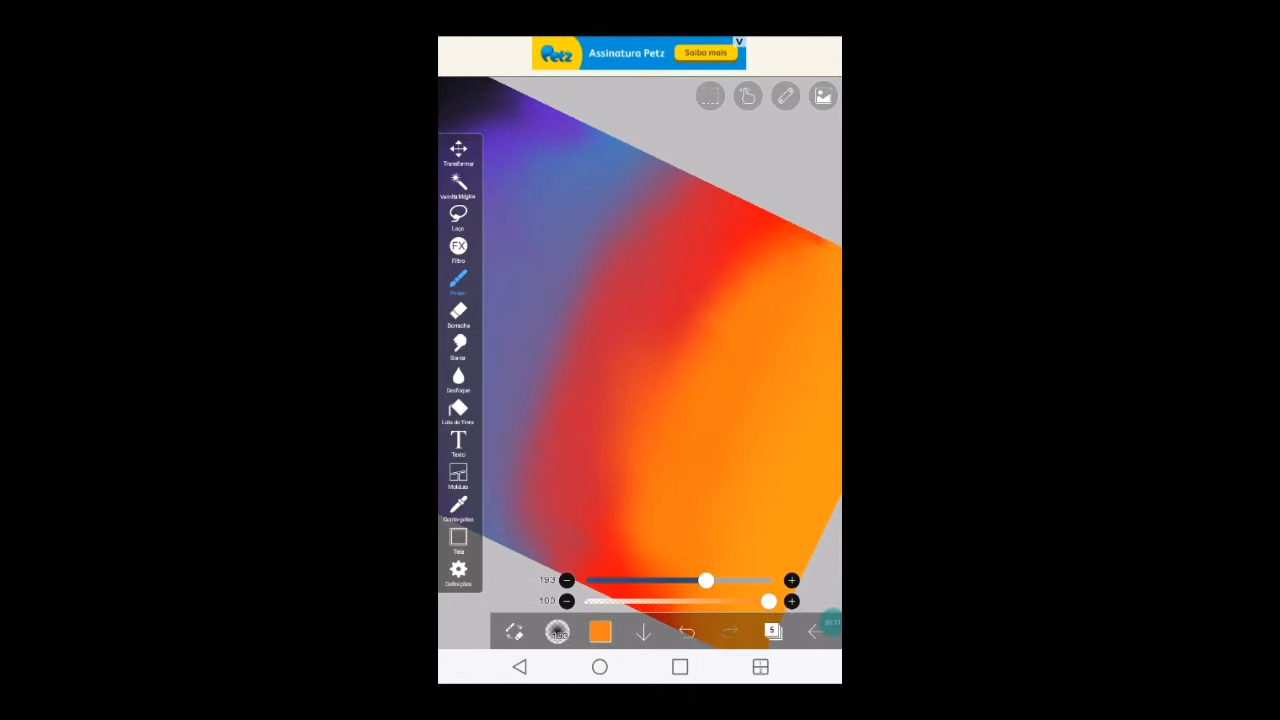 Petz
Assinatura Petz
Saiba mais
V
Transformar
Varinha Mágica
Laço
FX
Filtro
Pincel
Borracha
Borrar
Desfoque
Lata de Tinta
T
Texto
Moldura
Conta-gotas
Tela
Definições
193
100
5